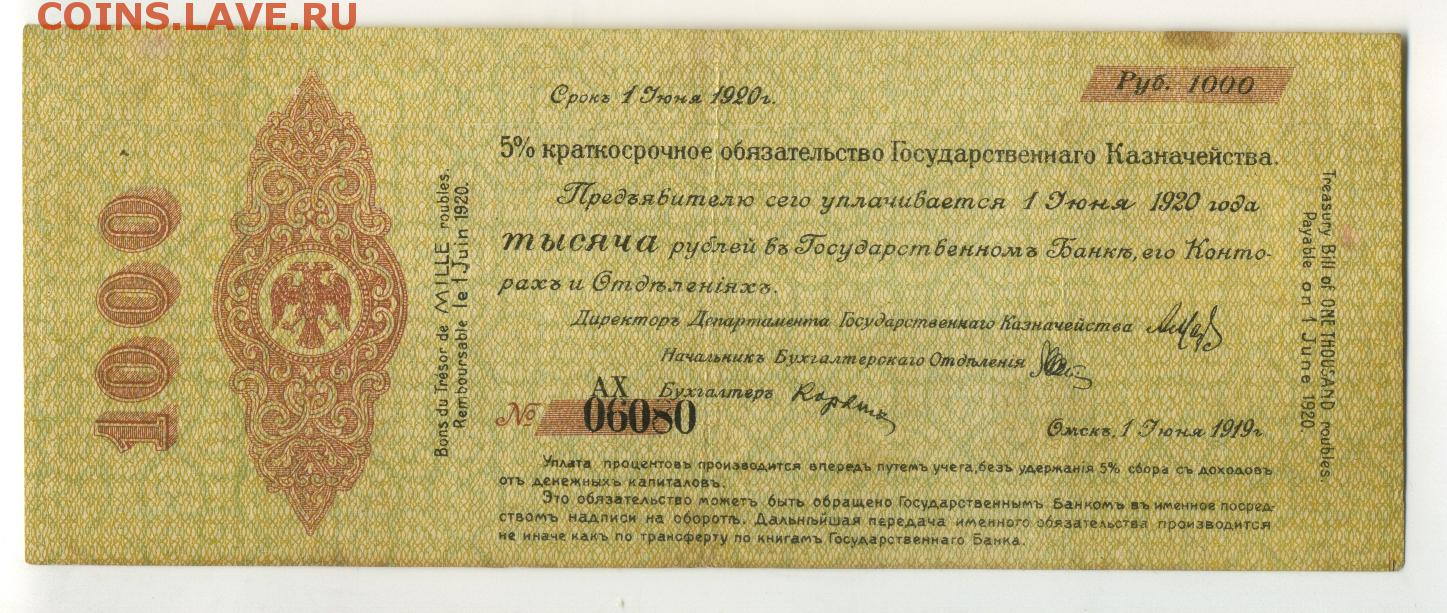 COINS.LAVE.RU
Срокъ 1 Июня 1920г.
Руб. 1000
5% краткосрочное обязательство Государственнаго Казначейства.
Предъявителю сего уплачивается 1 Июня 1920 года
тысяча рублей въ Государственномъ Банкѣ, его Конто-
рахъ и Отдѣленіяхъ.
Директоръ Департамента Государственнаго Казначейства
Начальникъ Бухгалтерскаго Отдѣленія
АХ Бухгалтеръ
№ 06080
Омскъ, 1 Июня 1919г
Уплата процентовъ производится впередъ путемъ учета, безъ удержанія 5% сбора съ доходовъ
отъ денежныхъ капиталовъ.
Это обязательство можетъ быть обращено Государственнымъ Банкомъ въ именное посред-
ствомъ надписи на оборотѣ. Дальнѣйшая передача именного обязательства производится
не иначе какъ по трансферту по книгамъ Государственнаго Банка.
1000
Bons du Trésor de MILLE roubles.
Remboursable le 1 Juin 1920.
Treasury Bill of ONE THOUSAND roubles.
Payable on 1 June 1920.